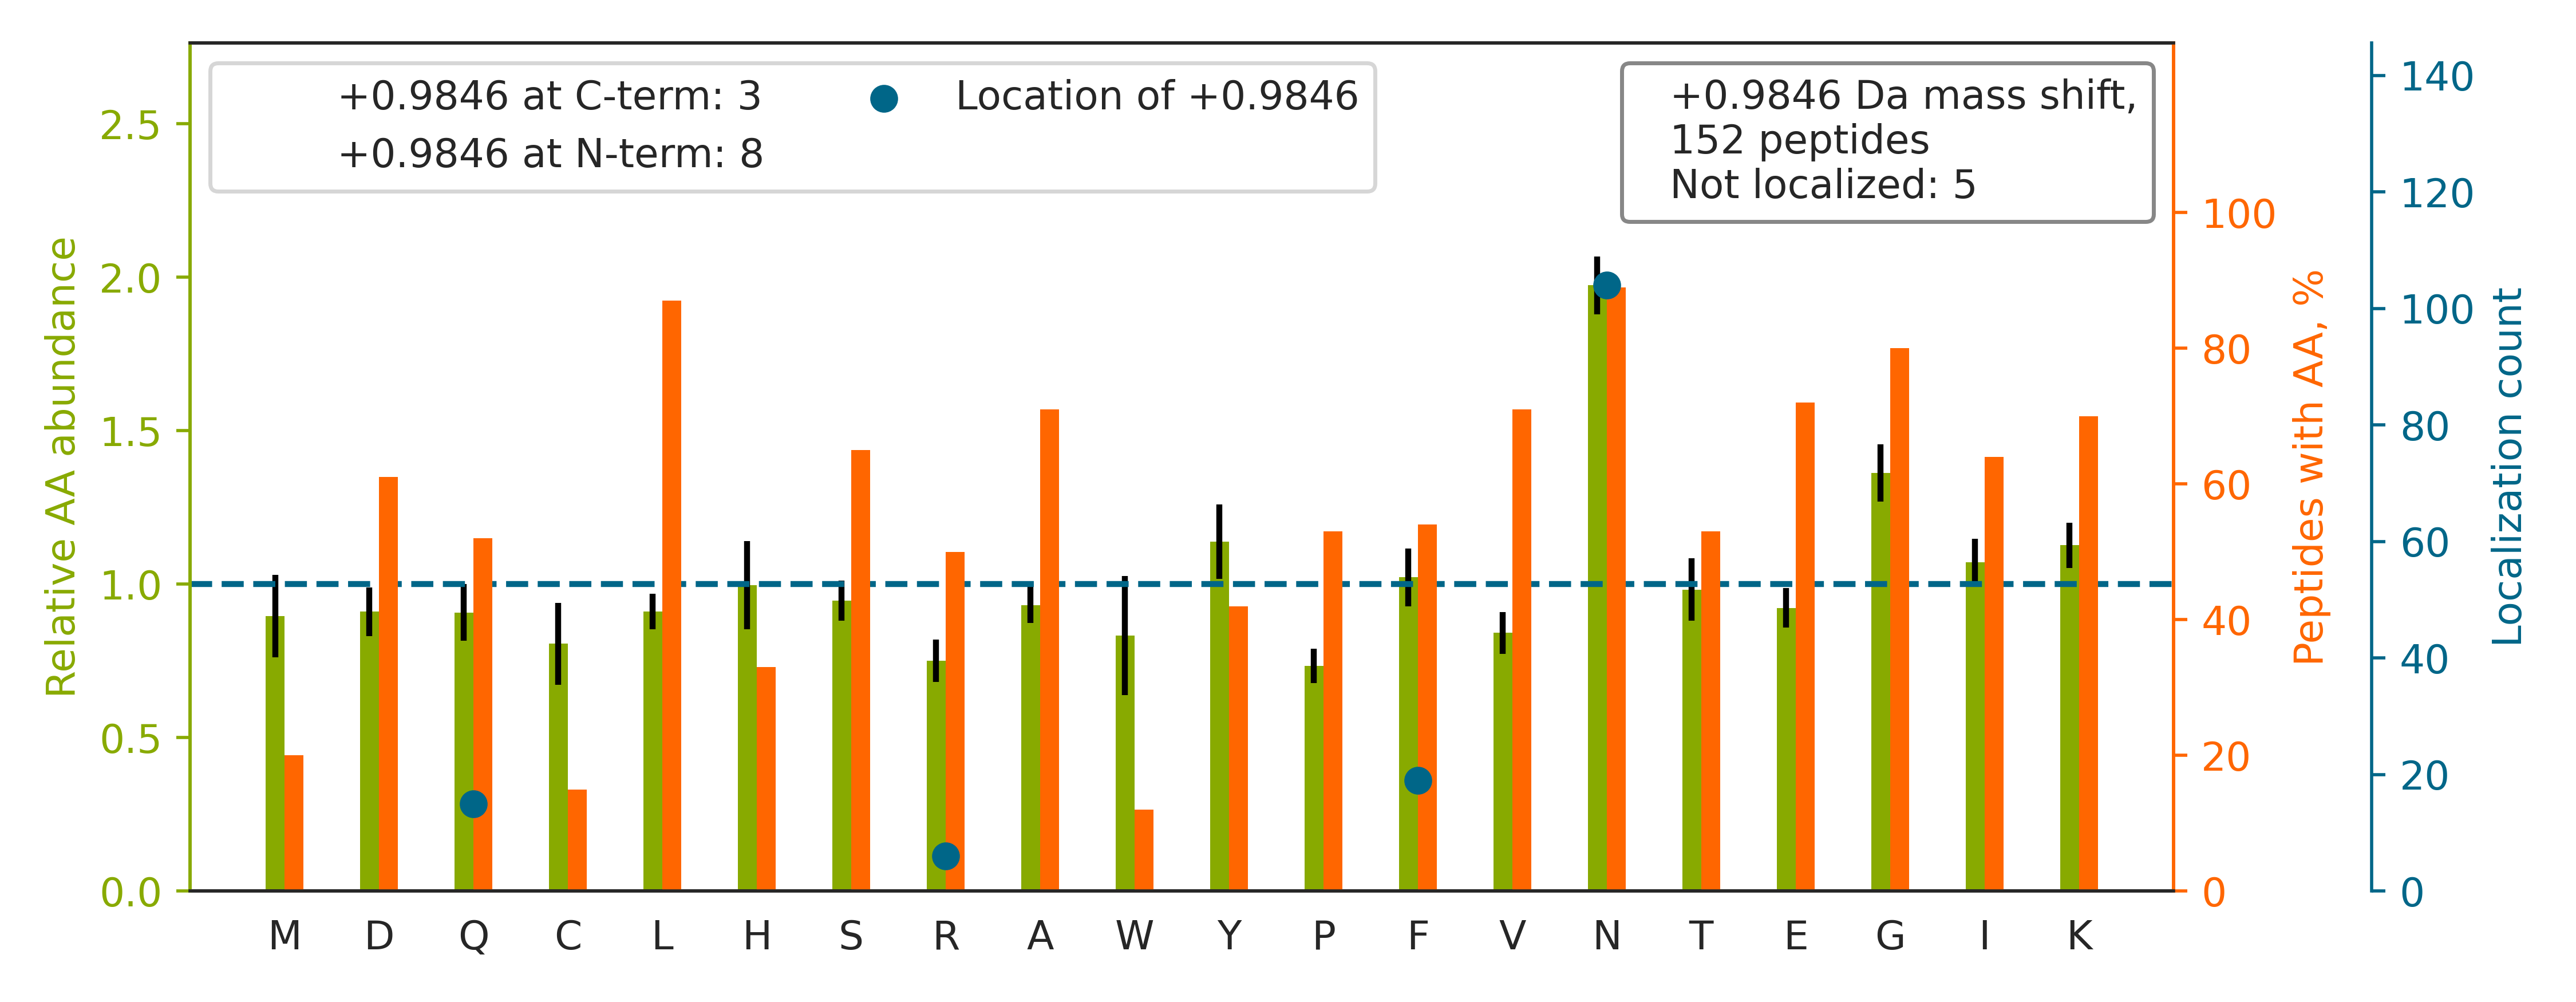 +0.9846 at C-term: 3
+0.9846 at N-term: 8
Location of +0.9846
+0.9846 Da mass shift,
152 peptides
Not localized: 5
Relative AA abundance
2.5
2.0
1.5
1.0
0.5
0.0
M D Q C L H S R A W Y P F V N T E G I K
100
80
60
40
20
0
Peptides with AA, %
140
120
100
80
60
40
20
0
Localization count